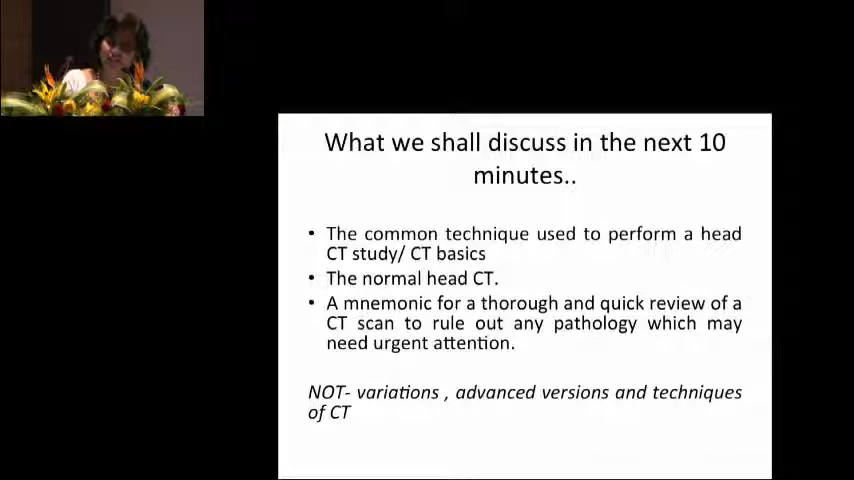 What we shall discuss in the next 10
minutes..
• The common technique used to perform a head
CT study/ CT basics
• The normal head CT.
• A mnemonic for a thorough and quick review of a
CT scan to rule out any pathology which may
need urgent attention.
NOT- variations , advanced versions and techniques
of CT